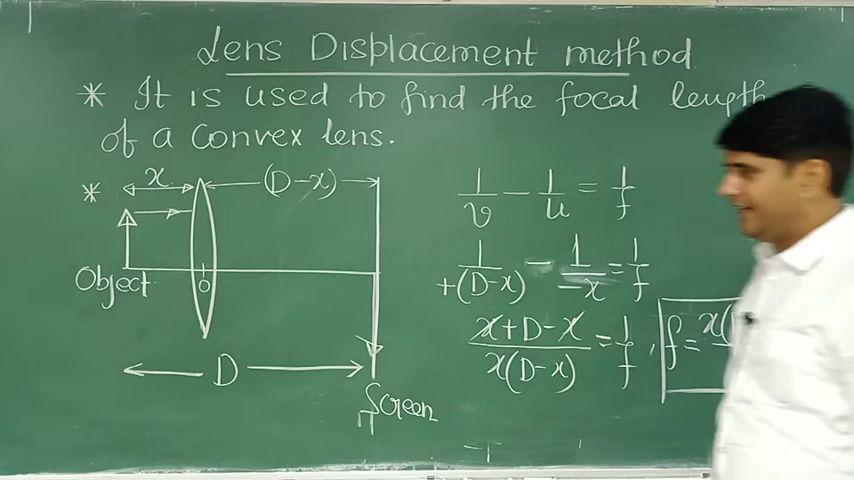 Lens Displacement method
* It is used to find the focal length
of a convex lens.
*
x
(D-x)
Object
O
D
Screen
1/v - 1/u = 1/f
1/+(D-x) - 1/-x = 1/f
x+D-x/x(D-x) = 1/f , f = x(